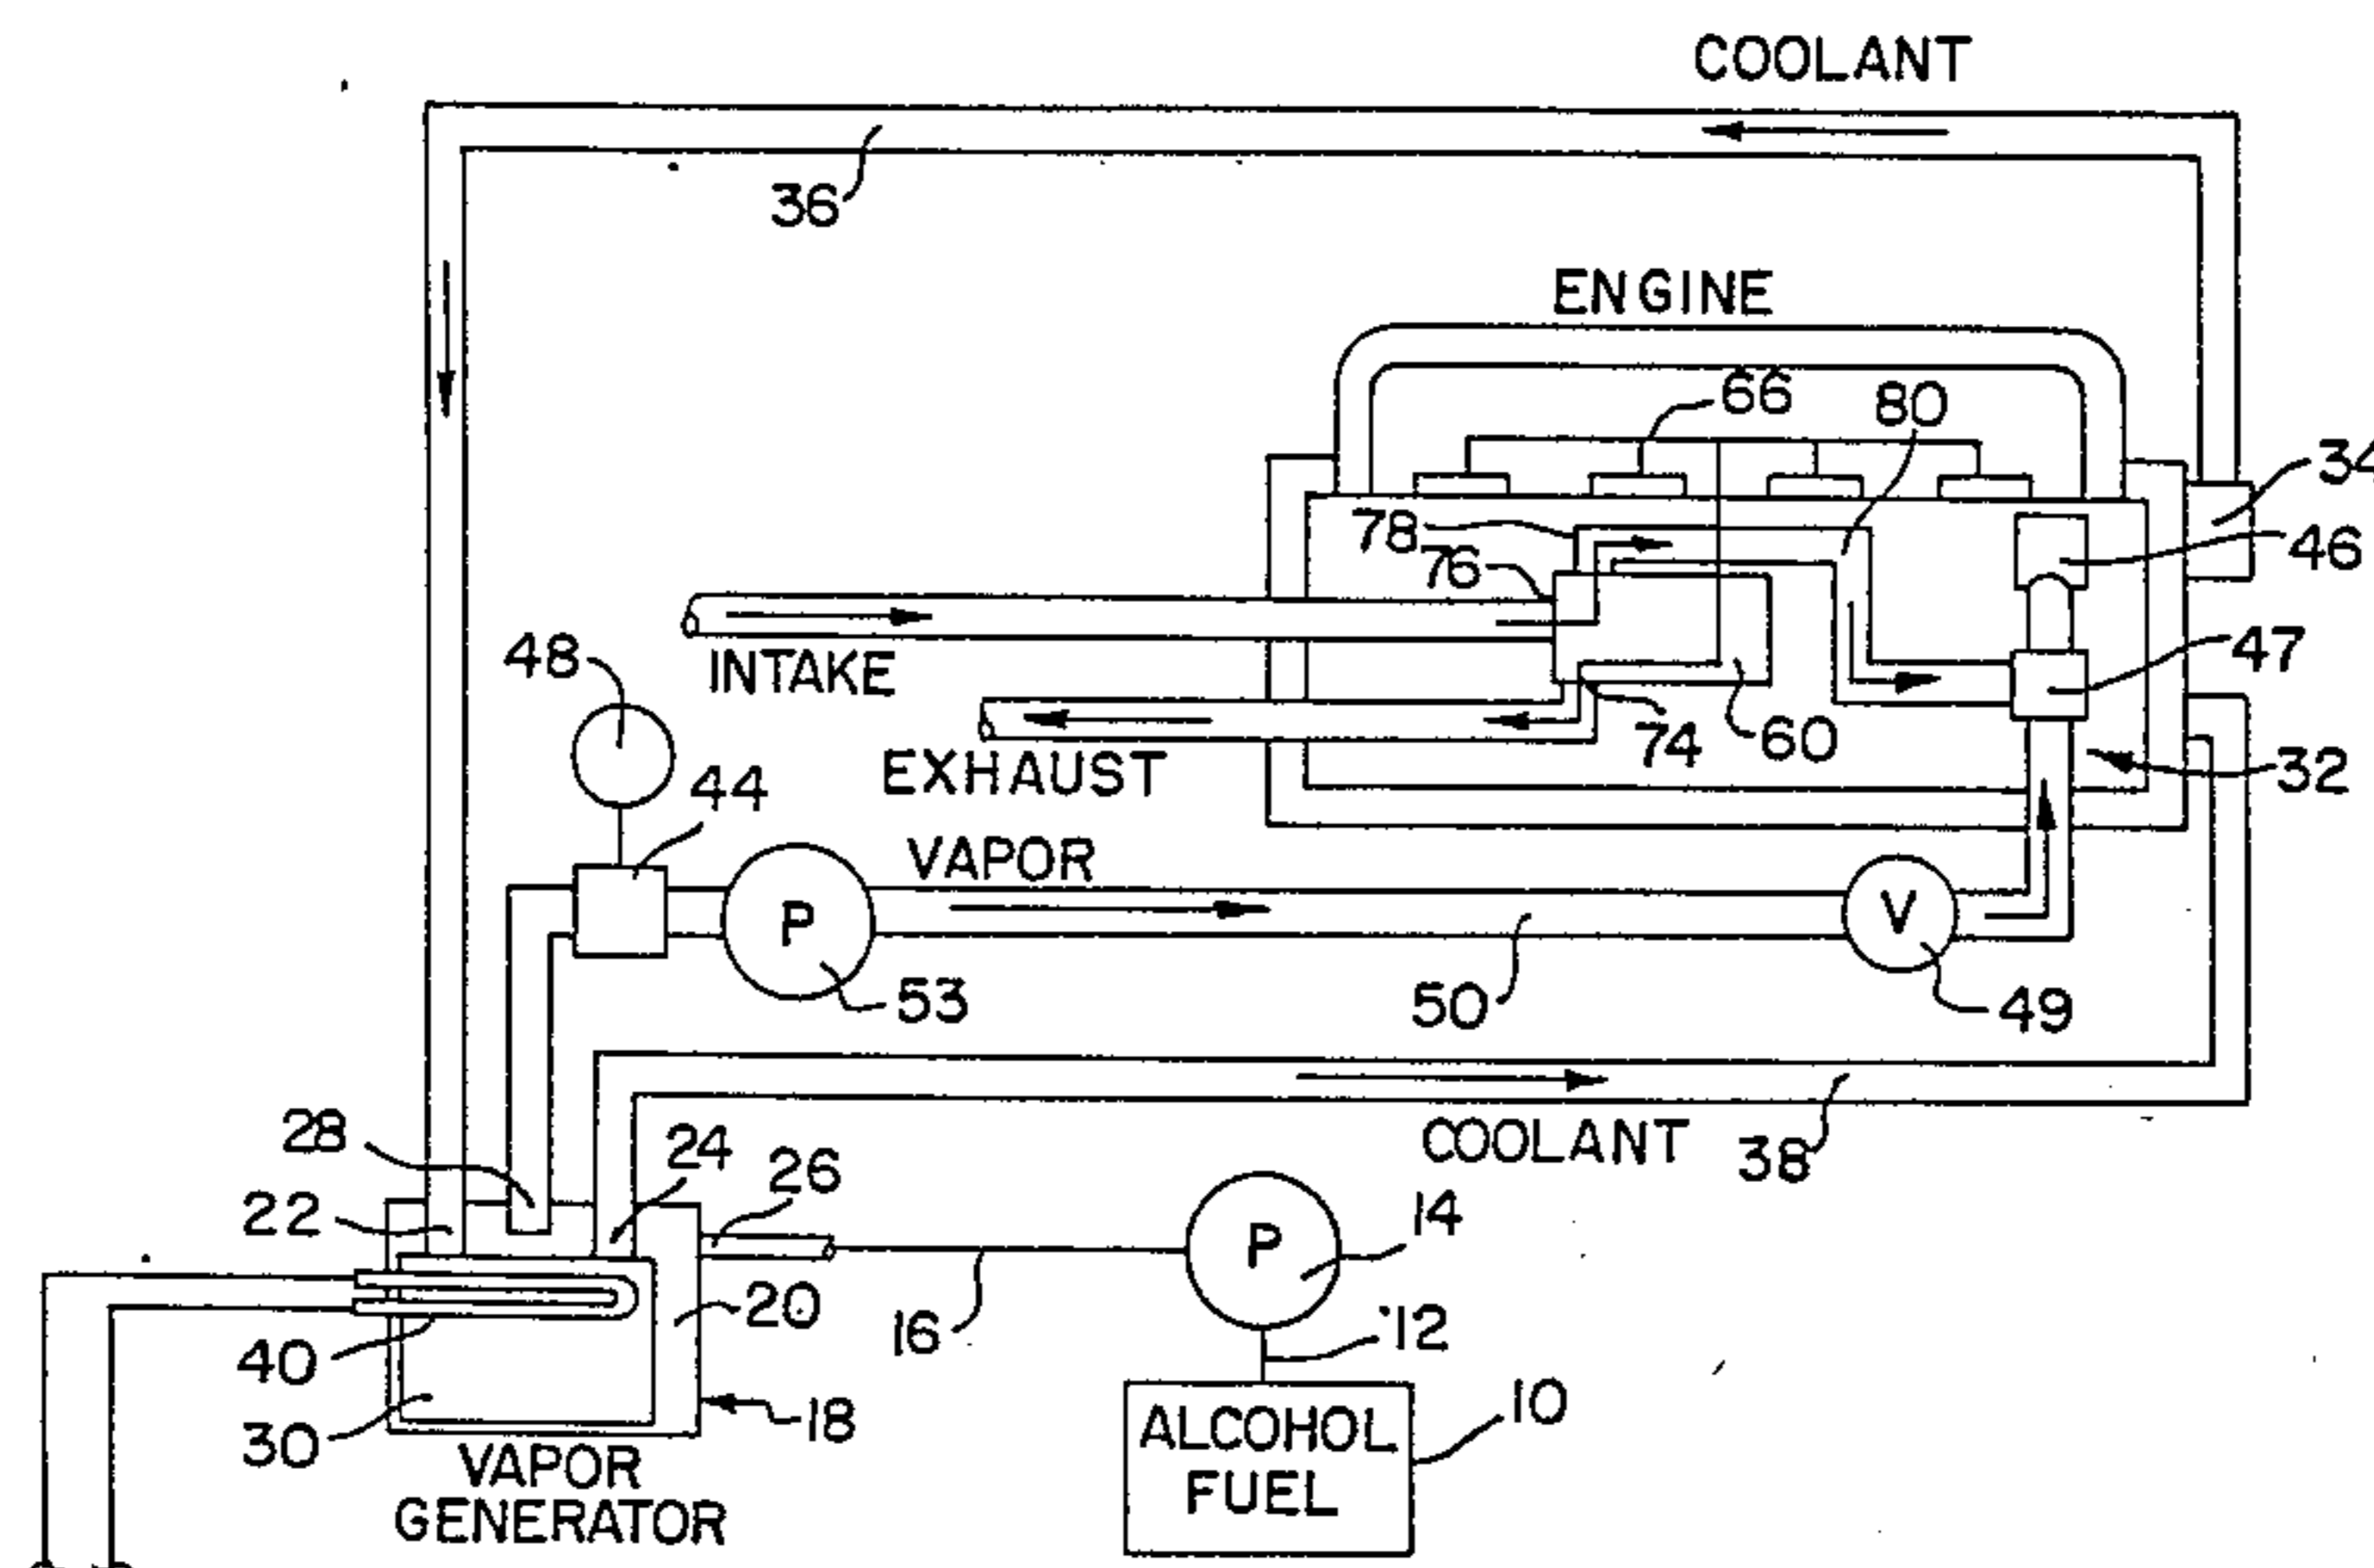 COOLANT
36
ENGINE
66
80
34
78
76
46
48
INTAKE
47
44
74
60
EXHAUST
32
VAPOR
P
V
53
50
49
28
24
26
COOLANT
38
22
14
P
20
16
12
40
18
10
30
ALCOHOL
FUEL
VAPOR
GENERATOR